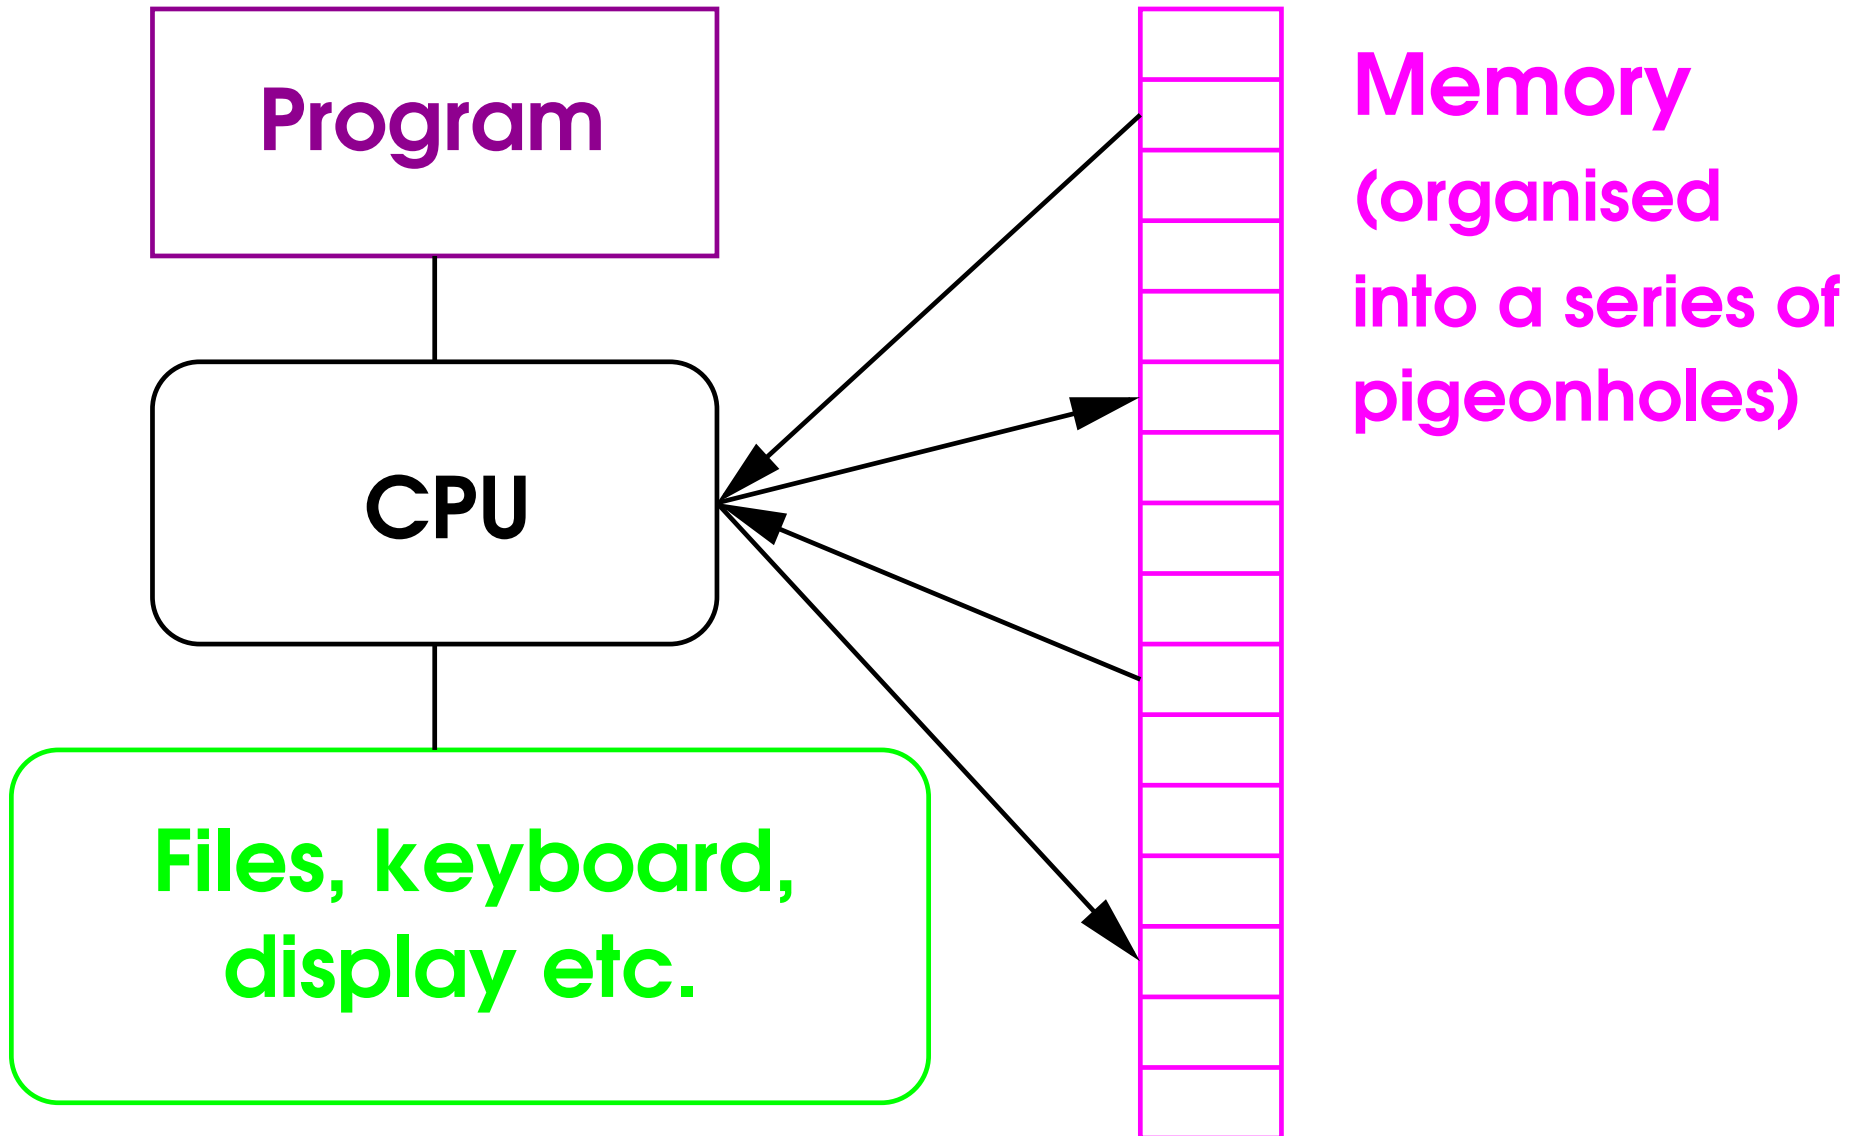 Program
Memory
(organised
into a series of
pigeonholes)
CPU
Files, keyboard,
display etc.